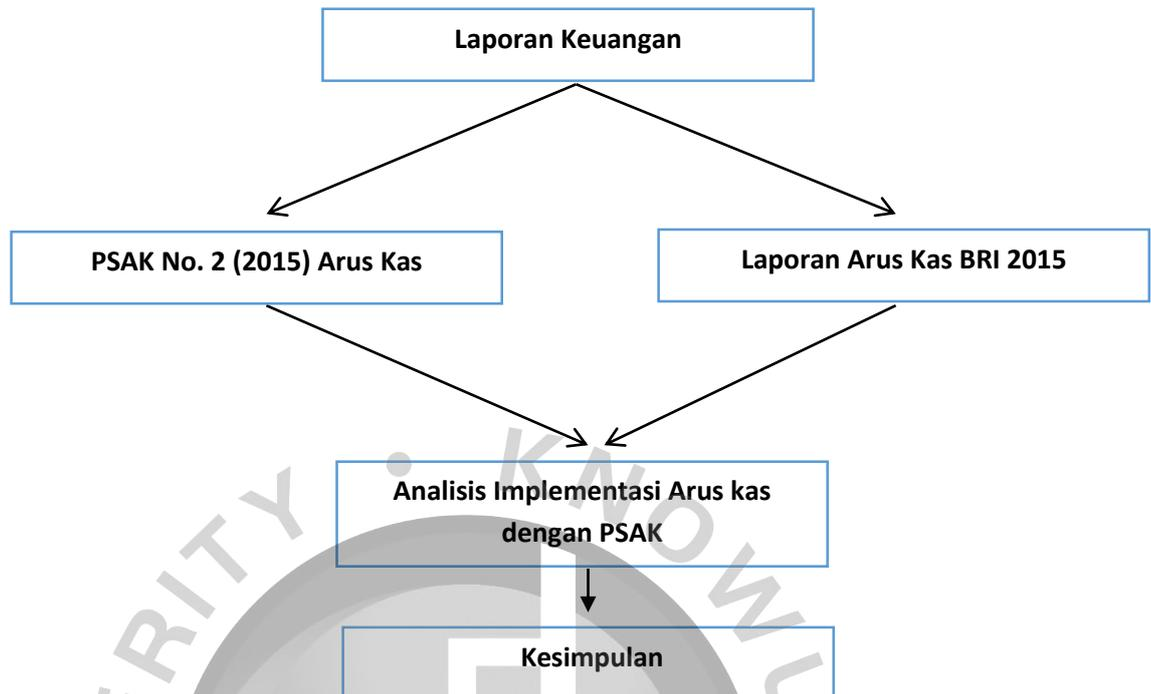 Laporan Keuangan
PSAK No. 2 (2015) Arus Kas
Laporan Arus Kas BRI 2015
Analisis Implementasi Arus kas
dengan PSAK
Kesimpulan